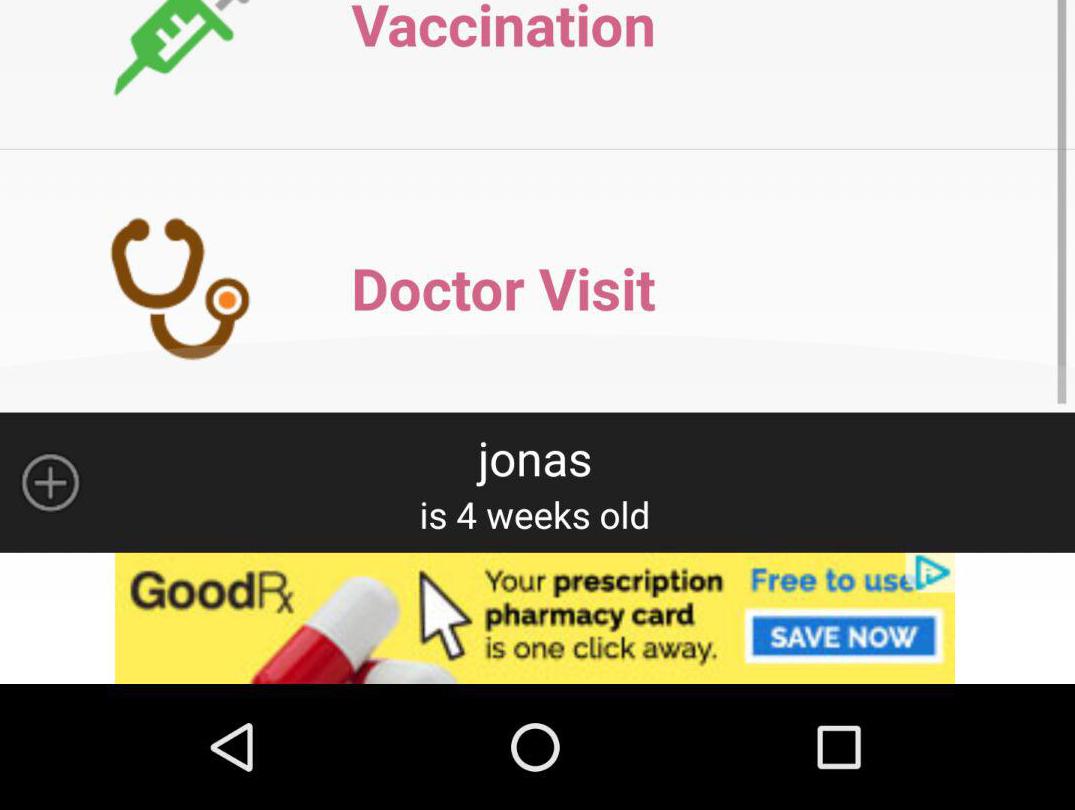 Vaccination
Doctor Visit
jonas
is 4 weeks old
GoodRx
Your prescription
pharmacy card
is one click away.
Free to use
SAVE NOW